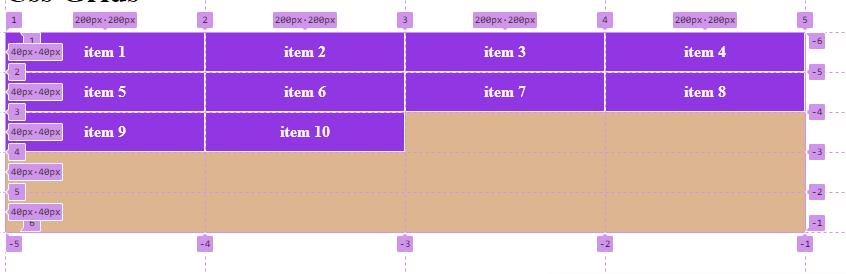 Css Grids
1 200px·200px 2 200px·200px 3 200px·200px 4 200px·200px 5
1 -6
40px·40px item 1 item 2 item 3 item 4
2 -5
40px·40px item 5 item 6 item 7 item 8
3 -4
40px·40px item 9 item 10
4 -3
40px·40px
5 -2
40px·40px
6 -1
-5 -4 -3 -2 -1